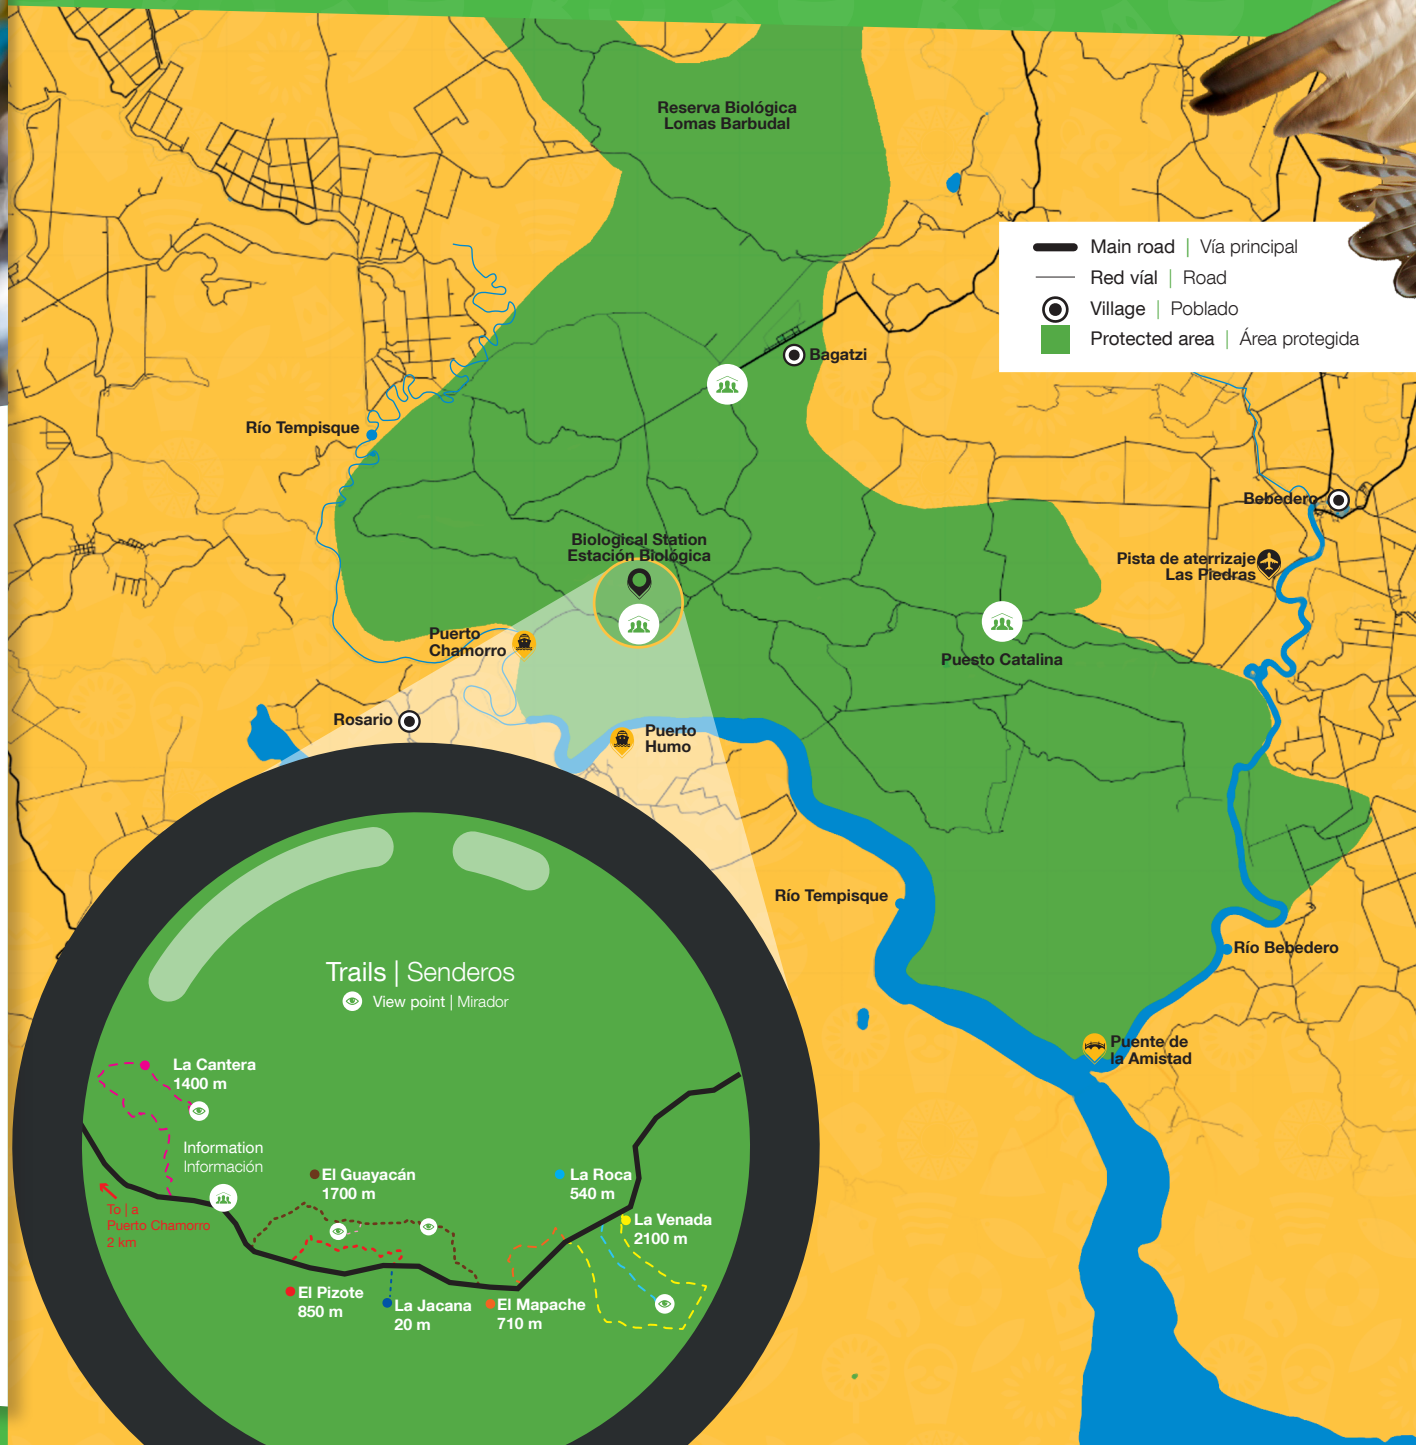 Reserva Biológica
Lomas Barbudal
Main road | Vía principal
Red víal | Road
Village | Poblado
Protected area | Área protegida
Bagatzi
Río Tempisque
Bebedero
Biological Station
Estación Biológica
Pista de aterrizaje
Las Piedras
Puerto
Chamorro
Puesto Catalina
Rosario
Puerto
Humo
Río Tempisque
Río Bebedero
Puente de
la Amistad
Trails | Senderos
View point | Mirador
La Cantera
1400 m
Information
Información
El Guayacán
1700 m
La Roca
540 m
To | a
Puerto Chamorro
2 km
La Venada
2100 m
El Pizote
850 m
La Jacana
20 m
El Mapache
710 m